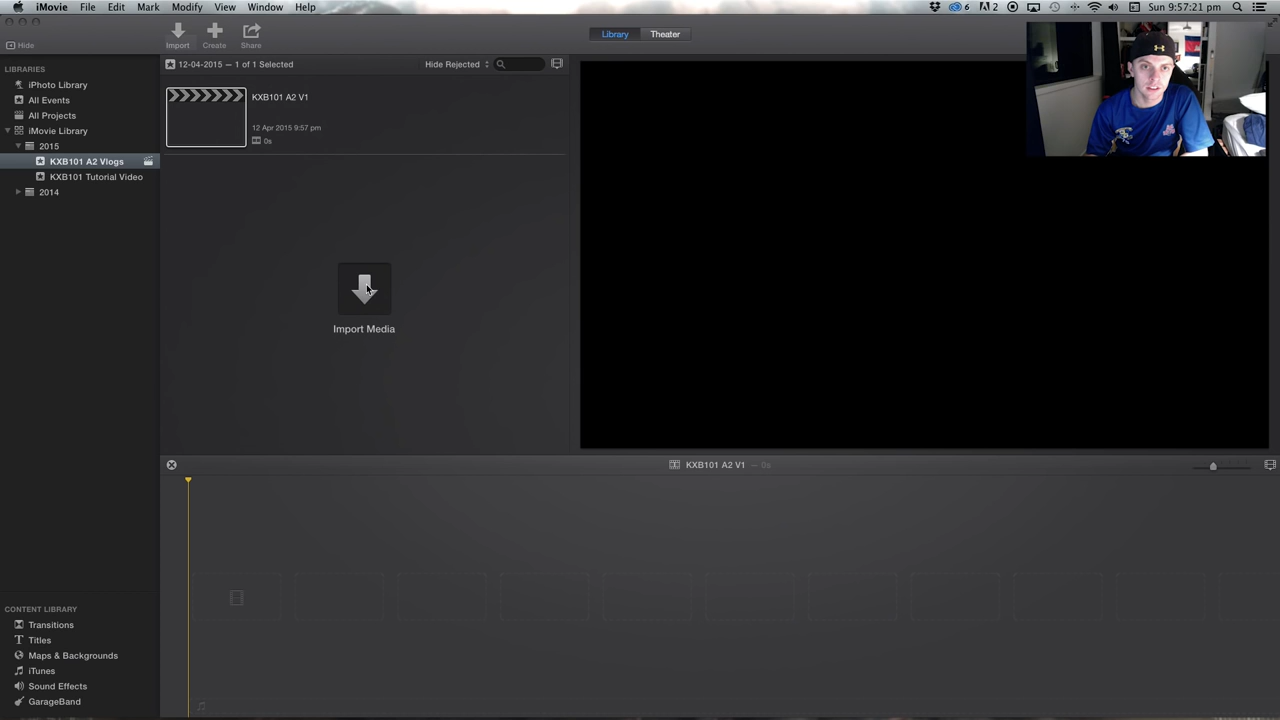 iMovie File Edit Mark Modify View Window Help 6 2 Sun 9:57:21 pm
Hide Import Create Share Library Theater
LIBRARIES
iPhoto Library
All Events
All Projects
iMovie Library
2015
KXB101 A2 Vlogs
KXB101 Tutorial Video
2014
12-04-2015 — 1 of 1 Selected Hide Rejected
KXB101 A2 V1
12 Apr 2015 9:57 pm
0s
Import Media
KXB101 A2 V1 — 0s
CONTENT LIBRARY
Transitions
Titles
Maps & Backgrounds
iTunes
Sound Effects
GarageBand